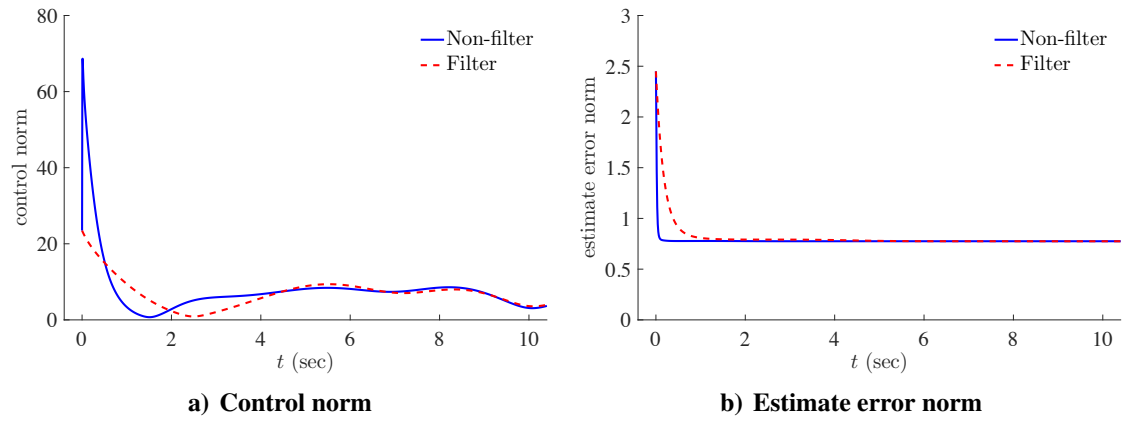 80
60
40
20
0
control norm
Non-filter
Filter
0 2 4 6 8 10
t (sec)
a) Control norm
3
2.5
2
1.5
1
0.5
0
estimate error norm
Non-filter
Filter
0 2 4 6 8 10
t (sec)
b) Estimate error norm